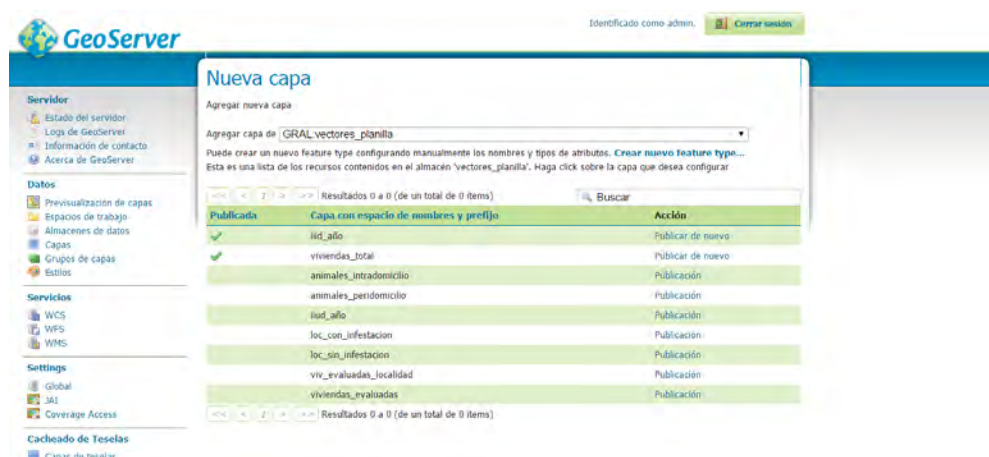 GeoServer
Identificado como admin.
Cerrar sesión
Nueva capa
Agregar nueva capa
Agregar capa de GRAL:vectores_planilla
Puede crear un nuevo feature type configurando manualmente los nombres y tipos de atributos. Crear nuevo feature type...
Esta es una lista de los recursos contenidos en el almacén 'vectores_planilla'. Haga click sobre la capa que desea configurar
<< < 1 > >> Resultados 0 a 0 (de un total de 0 items)
Buscar
Publicada Capa con espacio de nombres y prefijo Acción
iiid_año Publicar de nuevo
viviendas_total Publicar de nuevo
animales_intradomicilio Publicación
animales_peridomicilio Publicación
iiud_año Publicación
loc_con_infestacion Publicación
loc_sin_infestacion Publicación
viv_evaluadas_localidad Publicación
viviendas_evaluadas Publicación
<< < 1 > >> Resultados 0 a 0 (de un total de 0 items)
Servidor
Estado del servidor
Logs de GeoServer
Información de contacto
Acerca de GeoServer
Datos
Previsualización de capas
Espacios de trabajo
Almacenes de datos
Capas
Grupos de capas
Estilos
Servicios
WCS
WFS
WMS
Settings
Global
JAI
Coverage Access
Cacheado de Teselas
Capas de teselas